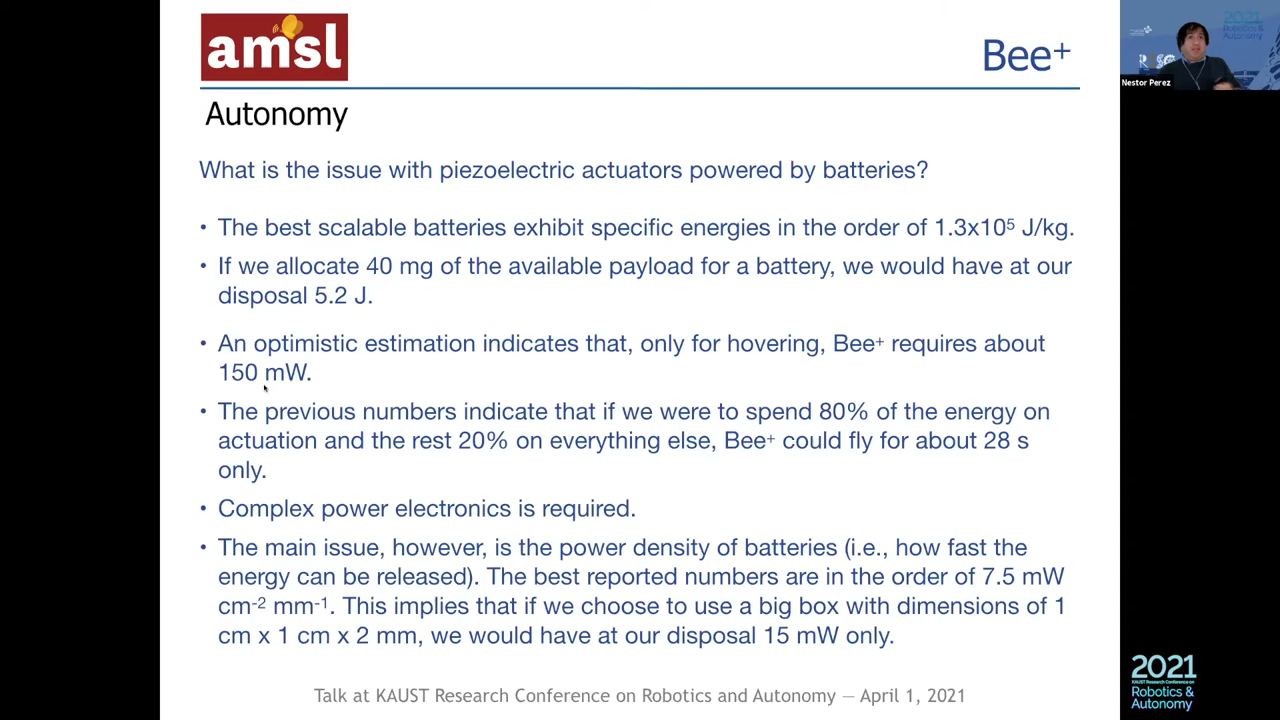 amsl
Bee+
Autonomy
What is the issue with piezoelectric actuators powered by batteries?
• The best scalable batteries exhibit specific energies in the order of 1.3x10⁵ J/kg.
• If we allocate 40 mg of the available payload for a battery, we would have at our
disposal 5.2 J.
• An optimistic estimation indicates that, only for hovering, Bee⁺ requires about
150 mW.
• The previous numbers indicate that if we were to spend 80% of the energy on
actuation and the rest 20% on everything else, Bee⁺ could fly for about 28 s
only.
• Complex power electronics is required.
• The main issue, however, is the power density of batteries (i.e., how fast the
energy can be released). The best reported numbers are in the order of 7.5 mW
cm⁻² mm⁻¹. This implies that if we choose to use a big box with dimensions of 1
cm x 1 cm x 2 mm, we would have at our disposal 15 mW only.
Talk at KAUST Research Conference on Robotics and Autonomy — April 1, 2021
2021
Robotics &
Autonomy
Nestor Perez
2021
KAUST Research Conference on
Robotics &
Autonomy